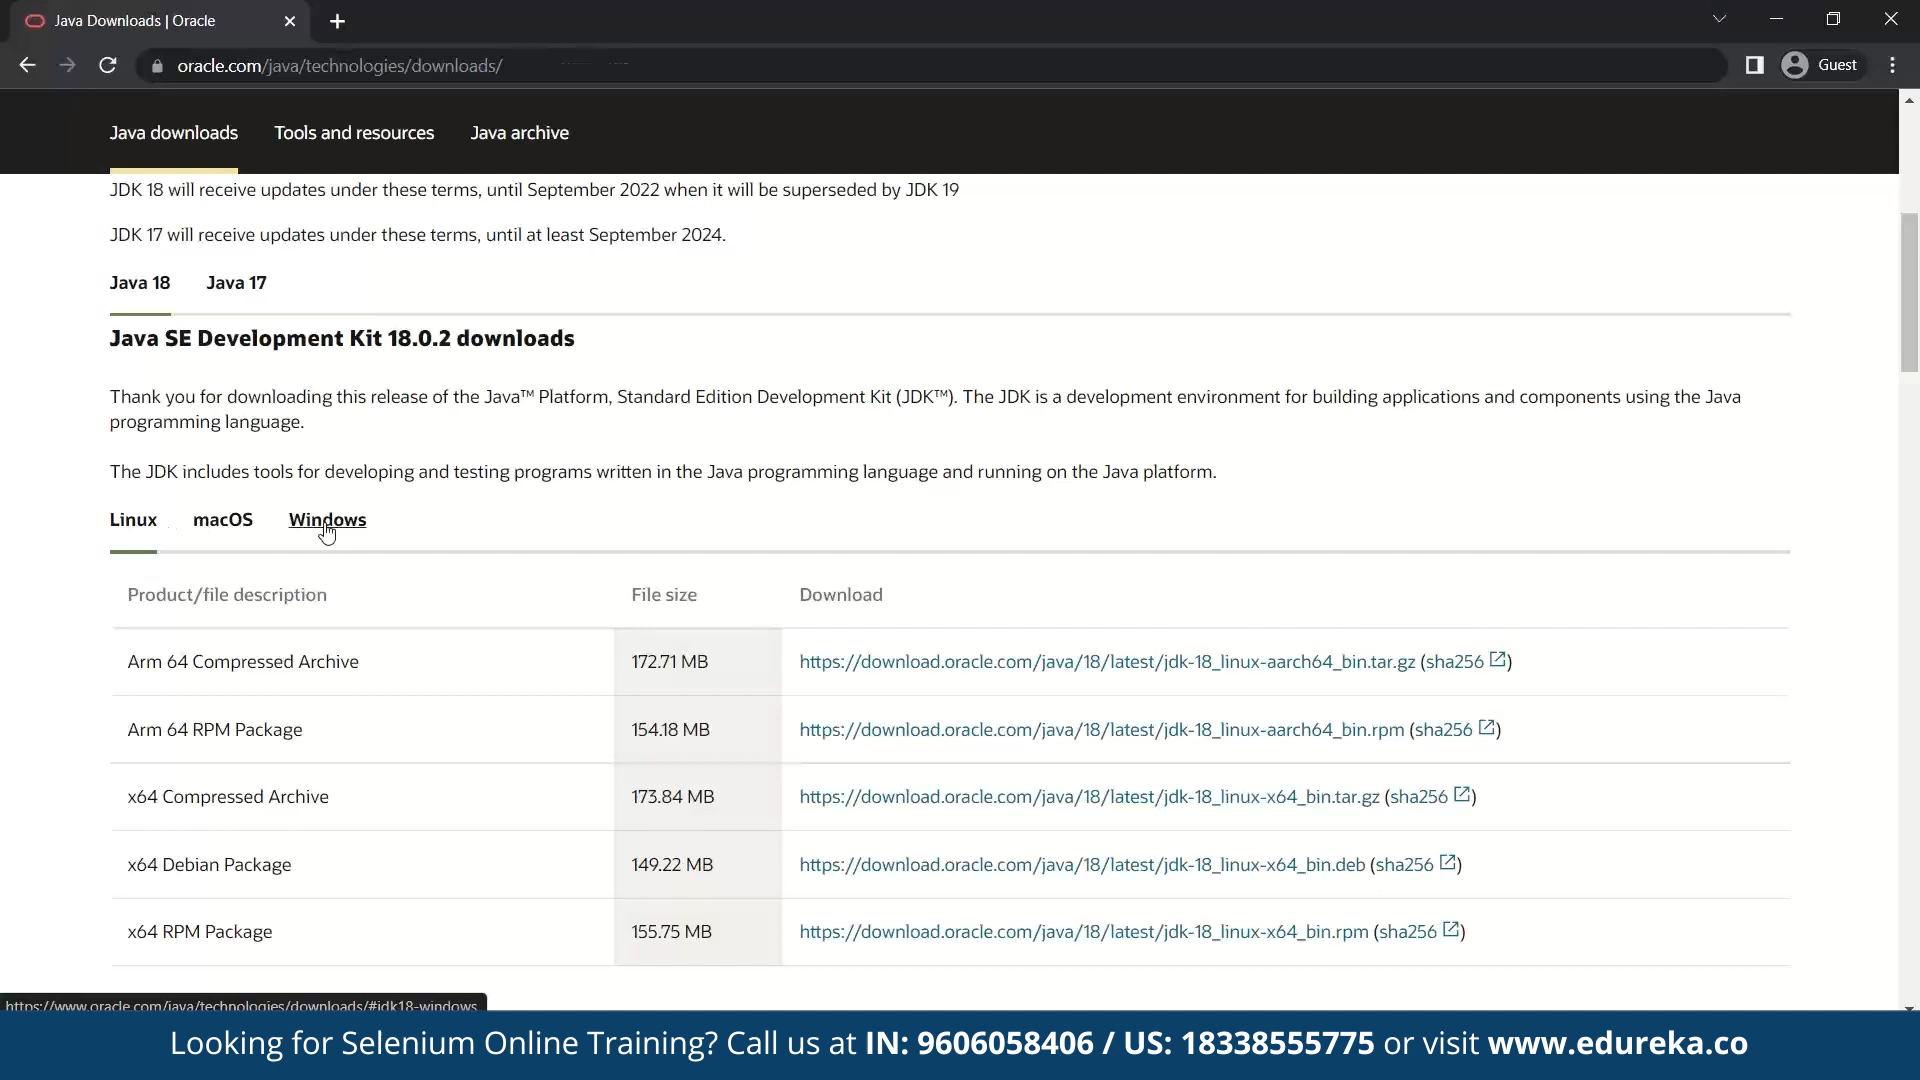 Java Downloads | Oracle
oracle.com/java/technologies/downloads/
Guest
Java downloads Tools and resources Java archive
JDK 18 will receive updates under these terms, until September 2022 when it will be superseded by JDK 19
JDK 17 will receive updates under these terms, until at least September 2024.
Java 18 Java 17
Java SE Development Kit 18.0.2 downloads
Thank you for downloading this release of the Java™ Platform, Standard Edition Development Kit (JDK™). The JDK is a development environment for building applications and components using the Java
programming language.
The JDK includes tools for developing and testing programs written in the Java programming language and running on the Java platform.
Linux macOS Windows
Product/file description File size Download
Arm 64 Compressed Archive 172.71 MB https://download.oracle.com/java/18/latest/jdk-18_linux-aarch64_bin.tar.gz (sha256)
Arm 64 RPM Package 154.18 MB https://download.oracle.com/java/18/latest/jdk-18_linux-aarch64_bin.rpm (sha256)
x64 Compressed Archive 173.84 MB https://download.oracle.com/java/18/latest/jdk-18_linux-x64_bin.tar.gz (sha256)
x64 Debian Package 149.22 MB https://download.oracle.com/java/18/latest/jdk-18_linux-x64_bin.deb (sha256)
x64 RPM Package 155.75 MB https://download.oracle.com/java/18/latest/jdk-18_linux-x64_bin.rpm (sha256)
https://www.oracle.com/java/technologies/downloads/#jdk18-windows
Looking for Selenium Online Training? Call us at IN: 9606058406 / US: 18338555775 or visit www.edureka.co